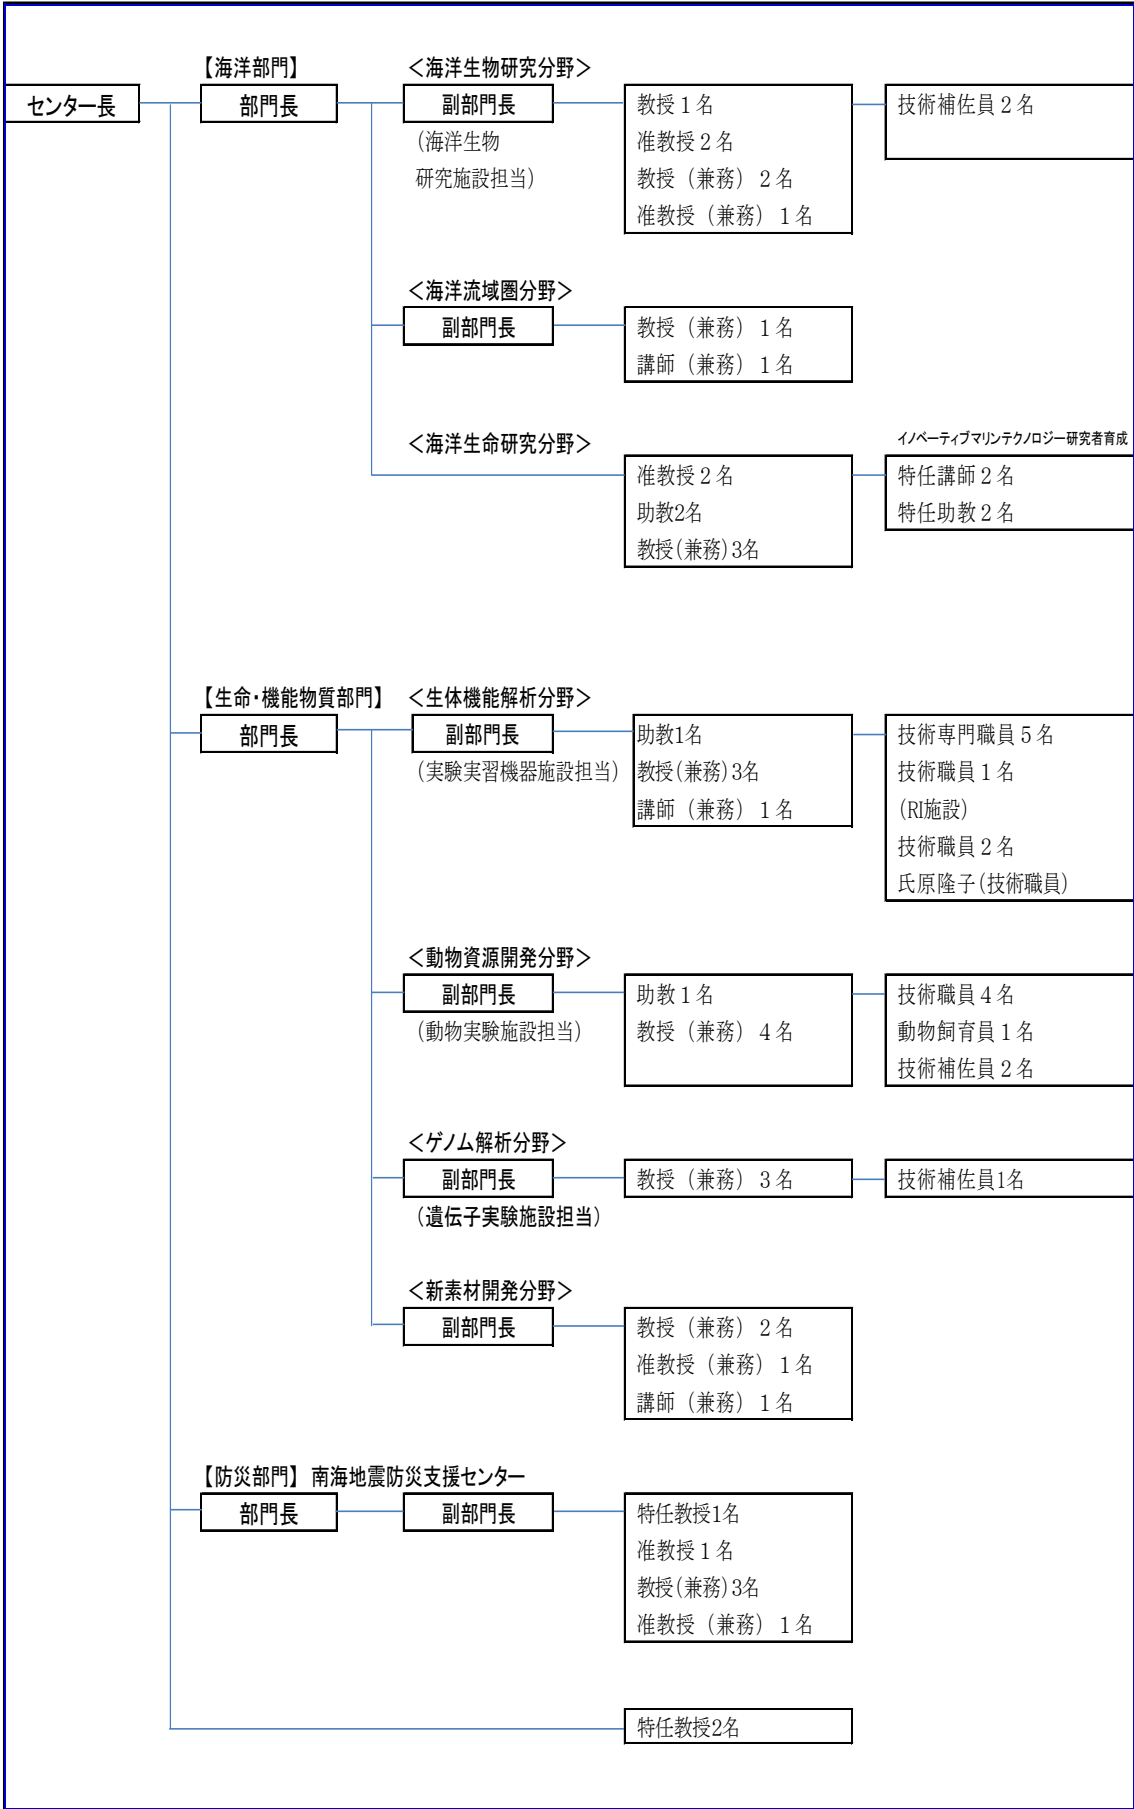 【海洋部門】
＜海洋生物研究分野＞
センター長
部門長
副部門長
(海洋生物
研究施設担当)
教授１名
准教授２名
教授（兼務）２名
准教授（兼務）１名
技術補佐員２名
＜海洋流域圏分野＞
副部門長
教授（兼務）１名
講師（兼務）１名
＜海洋生命研究分野＞
准教授２名
助教2名
教授(兼務)3名
イノベーティブマリンテクノロジー研究者育成
特任講師２名
特任助教２名
【生命・機能物質部門】
＜生体機能解析分野＞
部門長
副部門長
(実験実習機器施設担当)
助教1名
教授(兼務)3名
講師（兼務）１名
技術専門職員５名
技術職員１名
(RI施設)
技術職員２名
氏原隆子(技術職員)
＜動物資源開発分野＞
副部門長
(動物実験施設担当)
助教１名
教授（兼務）４名
技術職員４名
動物飼育員１名
技術補佐員２名
＜ゲノム解析分野＞
副部門長
(遺伝子実験施設担当)
教授（兼務）３名
技術補佐員1名
＜新素材開発分野＞
副部門長
教授（兼務）２名
准教授（兼務）１名
講師（兼務）１名
【防災部門】南海地震防災支援センター
部門長
副部門長
特任教授1名
准教授１名
教授(兼務)3名
准教授（兼務）１名
特任教授2名